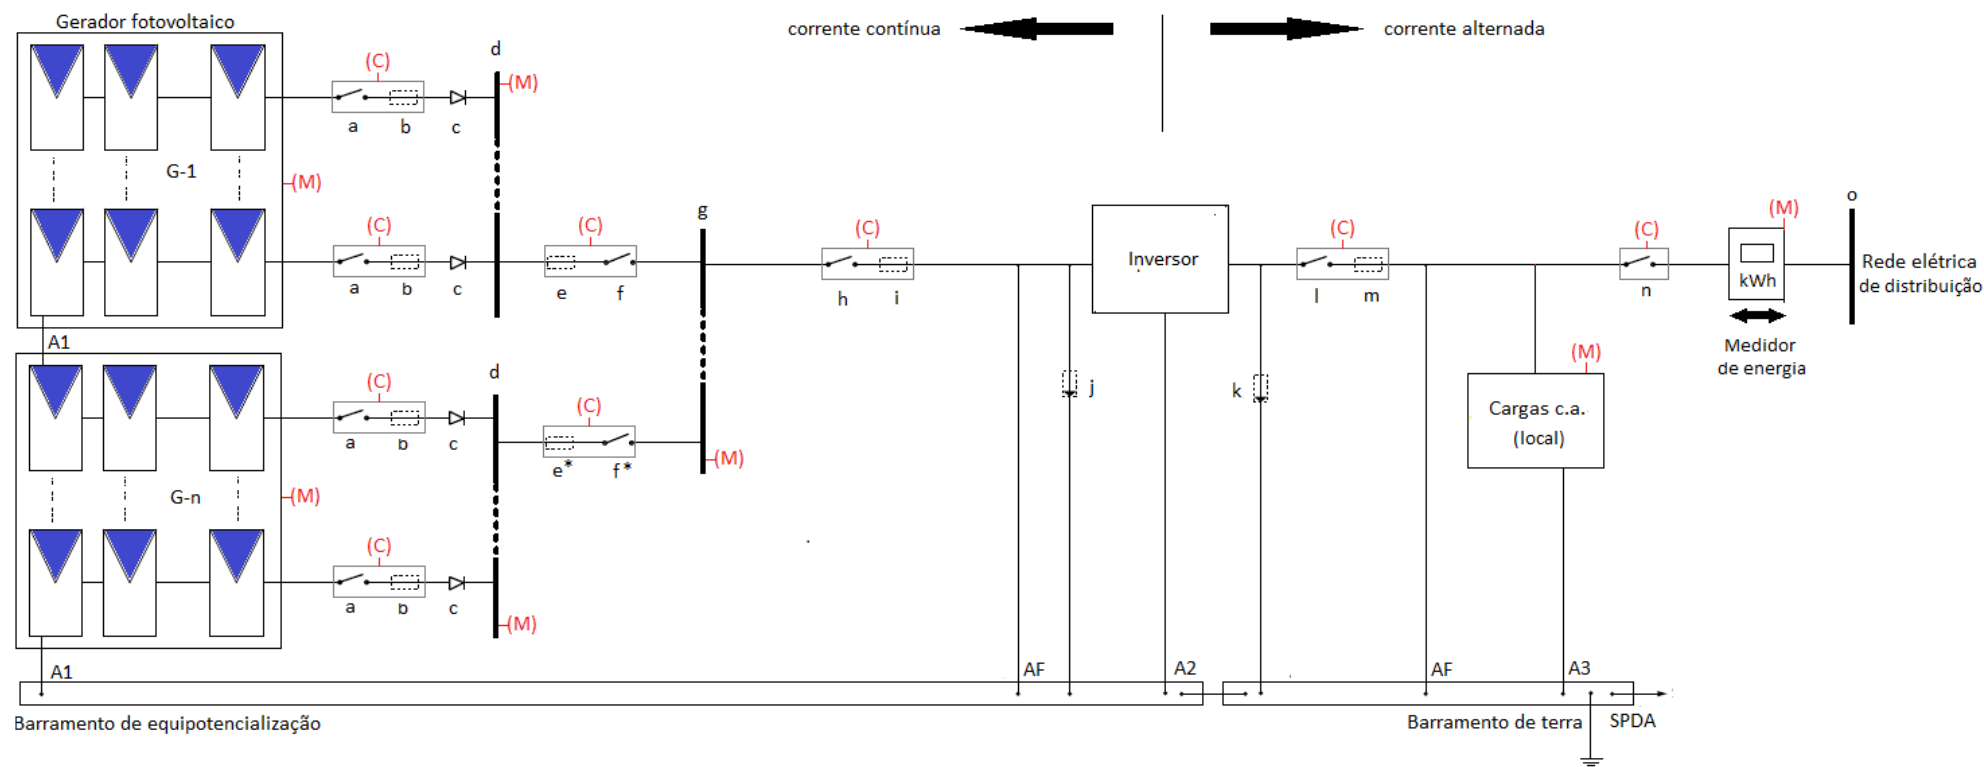 Gerador fotovoltaico
corrente contínua
corrente alternada
(C)
d
(M)
a
b
c
G-1
(M)
(C)
a
b
c
(C)
e
f
g
(C)
h
i
Inversor
(C)
l
m
(C)
n
(M)
kWh
o
Rede elétrica
de distribuição
Medidor
de energia
A1
(C)
d
a
b
c
(C)
e*
f*
(M)
j
k
(M)
Cargas c.a.
(local)
G-n
(M)
(C)
a
b
c
(M)
A1
AF
A2
AF
A3
Barramento de equipotencialização
Barramento de terra
SPDA